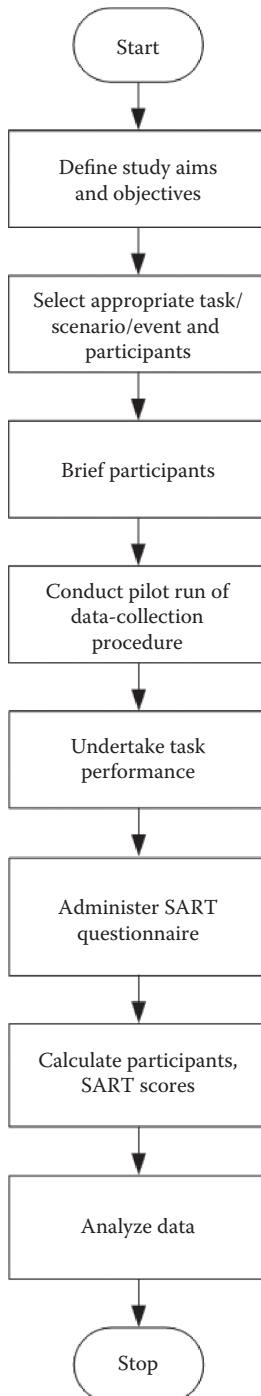 Start
Define study aims
and objectives
Select appropriate task/
scenario/event and
participants
Brief participants
Conduct pilot run of
data-collection
procedure
Undertake task
performance
Administer SART
questionnaire
Calculate participants,
SART scores
Analyze data
Stop